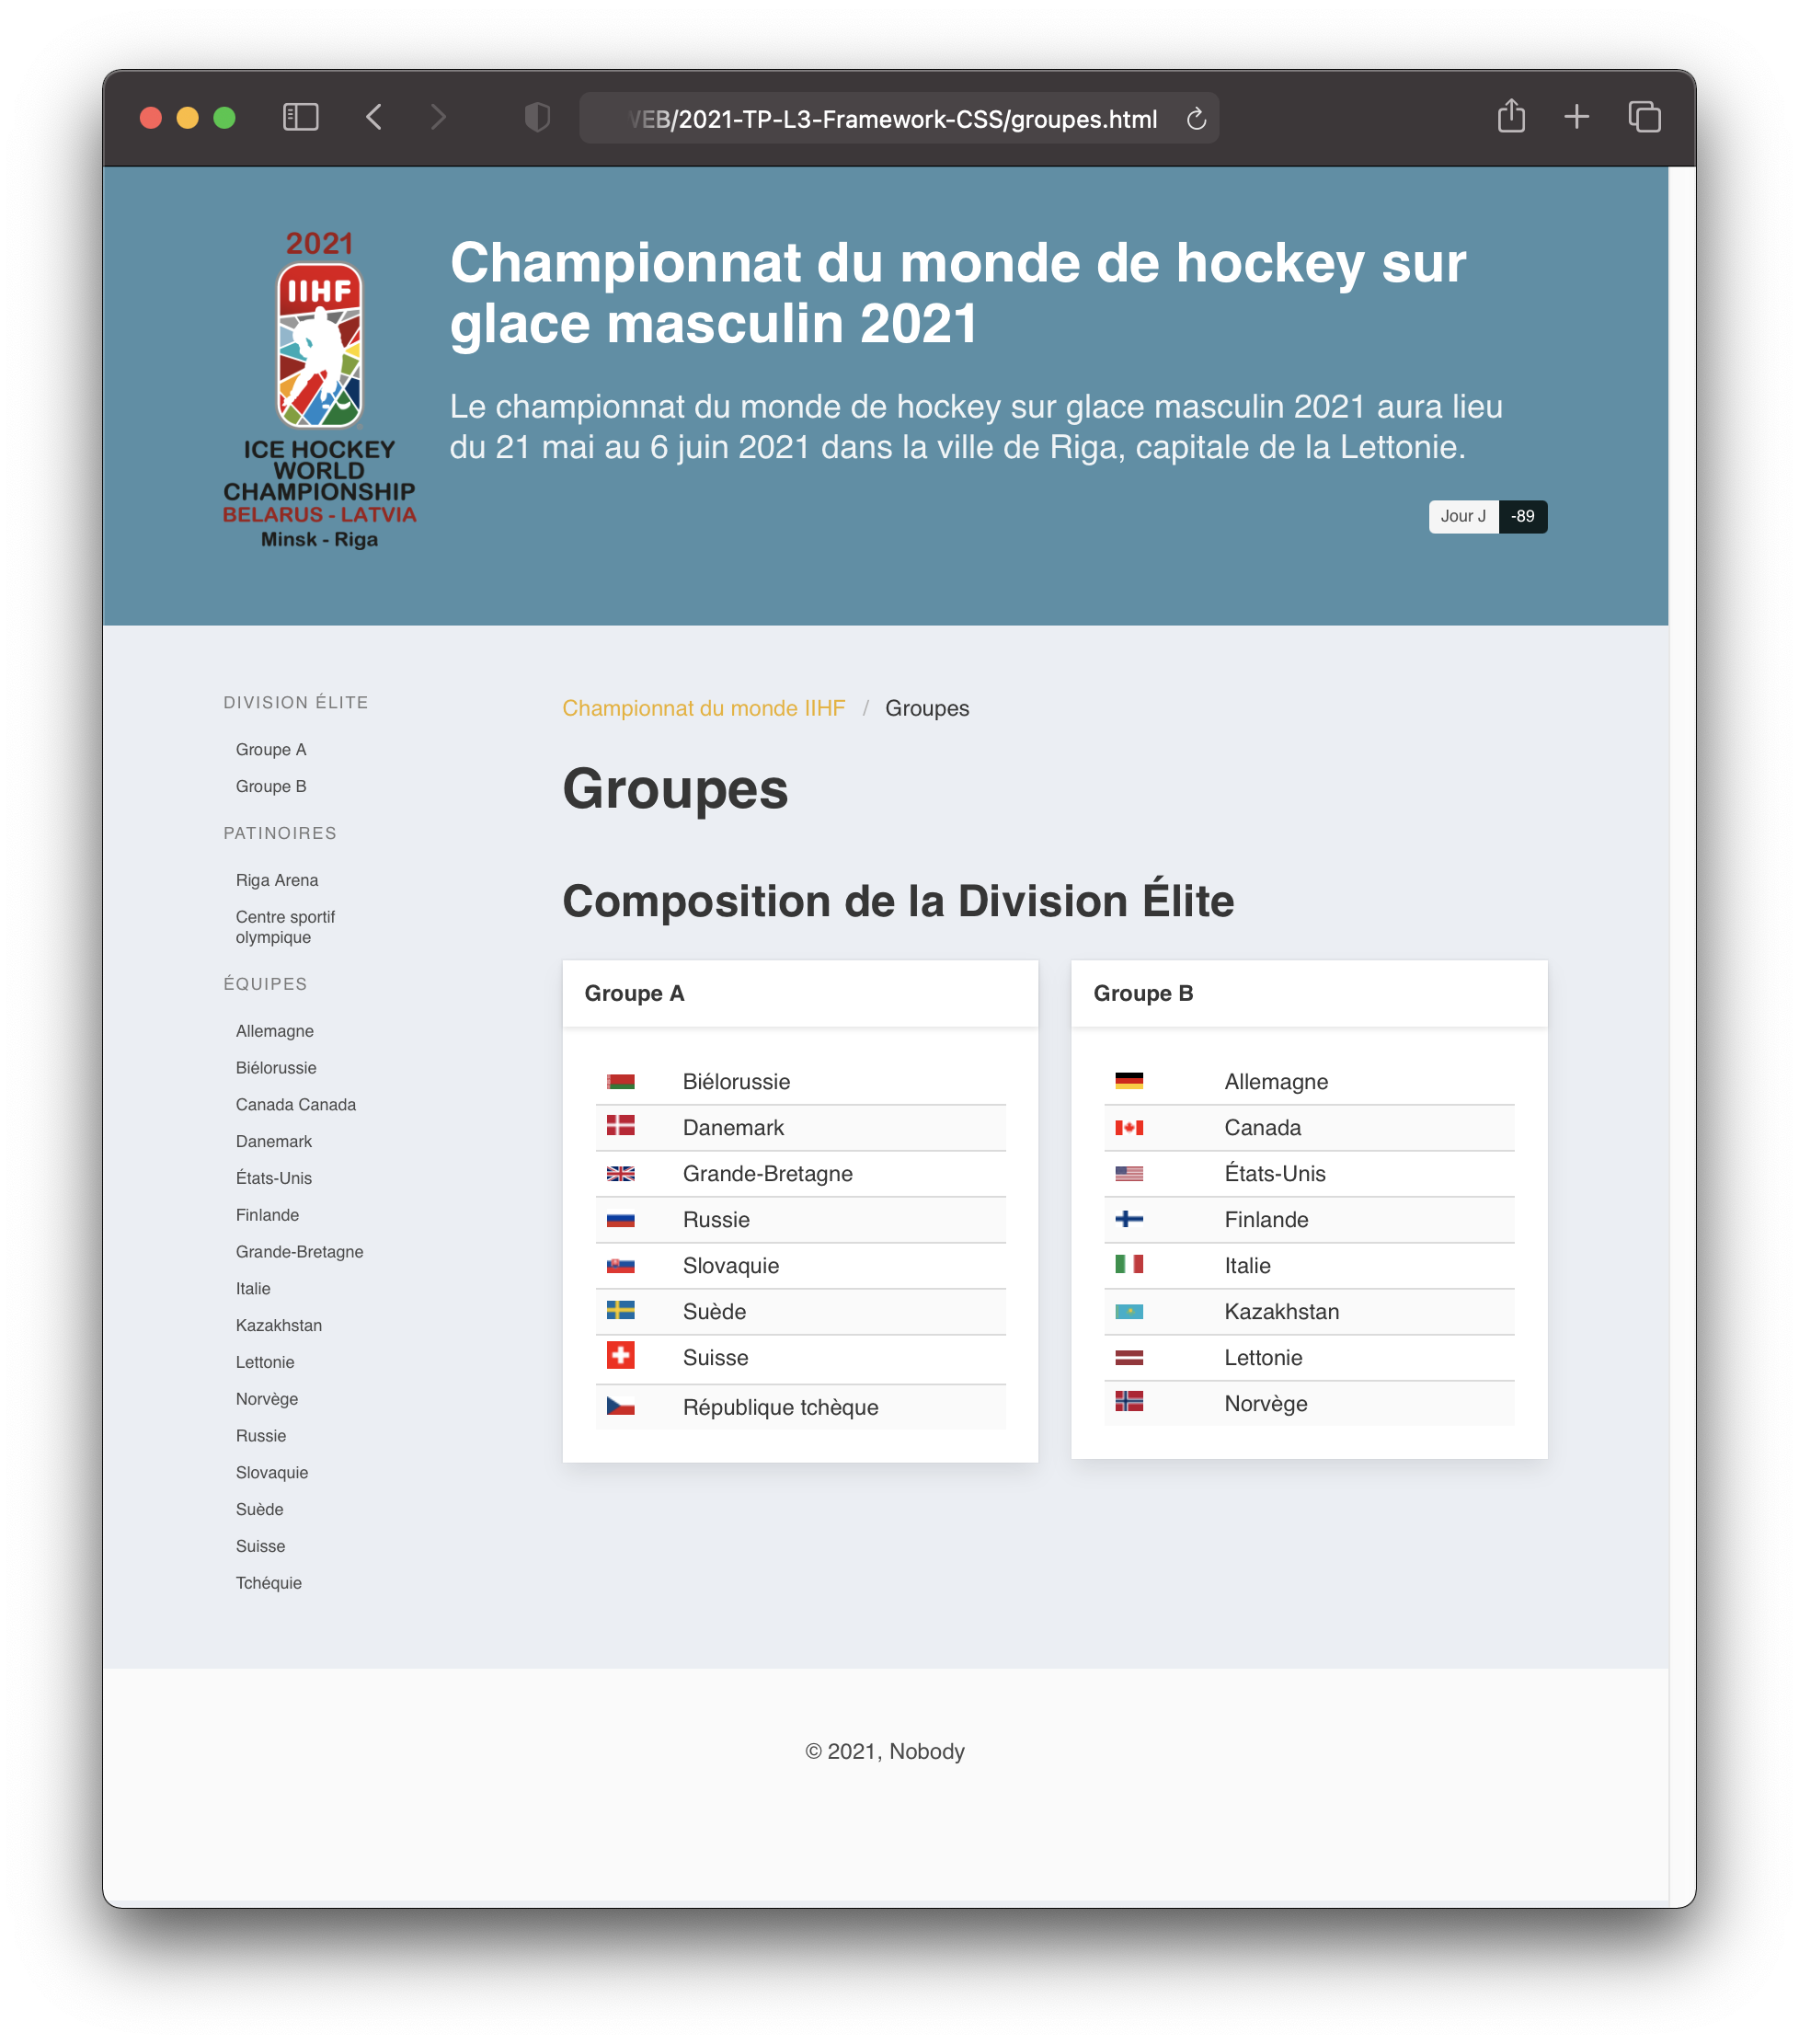 /2021-TP-L3-Framework-CSS/groupes.html
2021
IIHF
ICE HOCKEY
WORLD
CHAMPIONSHIP
BELARUS - LATVIA
Minsk - Riga
Championnat du monde de hockey sur
glace masculin 2021
Le championnat du monde de hockey sur glace masculin 2021 aura lieu
du 21 mai au 6 juin 2021 dans la ville de Riga, capitale de la Lettonie.
Jour J -89
DIVISION ÉLITE
Groupe A
Groupe B
PATINOIRES
Riga Arena
Centre sportif
olympique
ÉQUIPES
Allemagne
Biélorussie
Canada Canada
Danemark
États-Unis
Finlande
Grande-Bretagne
Italie
Kazakhstan
Lettonie
Norvège
Russie
Slovaquie
Suède
Suisse
Tchéquie
Championnat du monde IIHF / Groupes
Groupes
Composition de la Division Élite
Groupe A
Biélorussie
Danemark
Grande-Bretagne
Russie
Slovaquie
Suède
Suisse
République tchèque
Groupe B
Allemagne
Canada
États-Unis
Finlande
Italie
Kazakhstan
Lettonie
Norvège
© 2021, Nobody